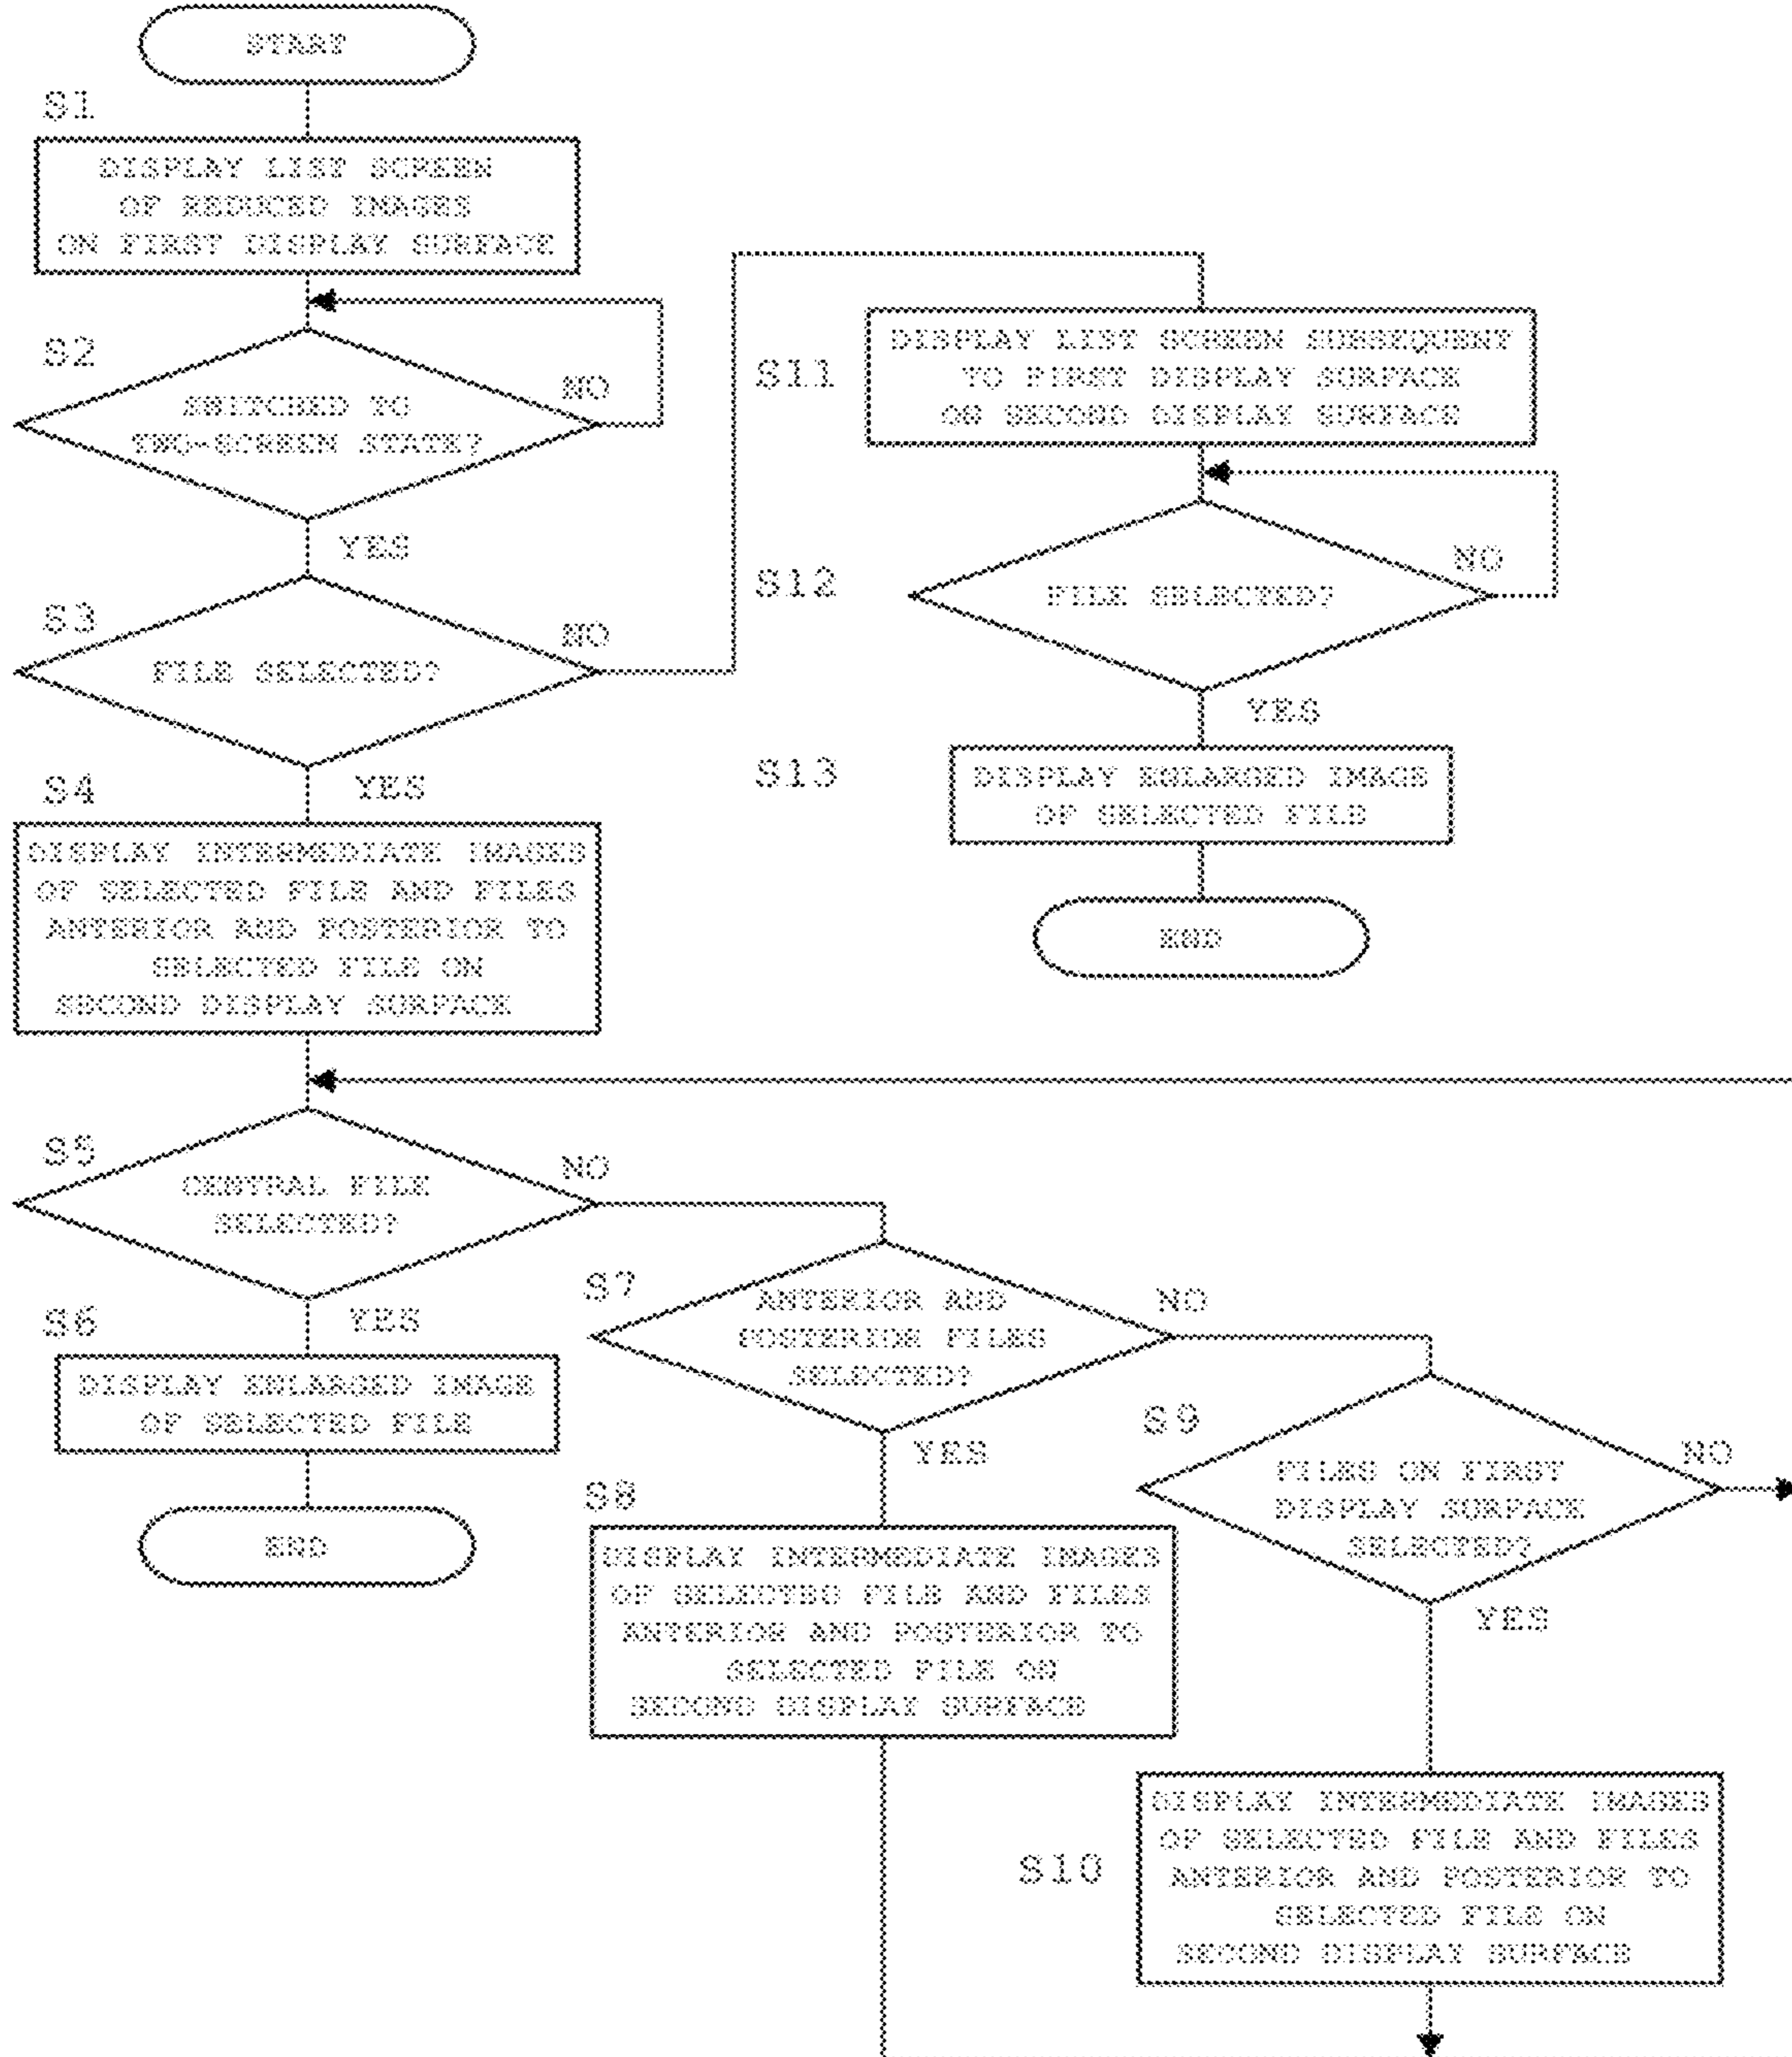 START
S1
DISPLAY LIST SCREEN
OF REDUCED IMAGES
ON FIRST DISPLAY SURFACE
S2
SWITCHED TO
TWO-SCREEN STATE?
NO
YES
S3
FILE SELECTED?
NO
YES
S4
DISPLAY INTERMEDIATE IMAGES
OF SELECTED FILE AND FILES
ANTERIOR AND POSTERIOR TO
SELECTED FILE ON
SECOND DISPLAY SURFACE
S11
DISPLAY LIST SCREEN SUBSEQUENT
TO FIRST DISPLAY SURFACE
ON SECOND DISPLAY SURFACE
S12
FILE SELECTED?
NO
YES
S13
DISPLAY ENLARGED IMAGE
OF SELECTED FILE
END
S5
CENTRAL FILE
SELECTED?
NO
YES
S6
DISPLAY ENLARGED IMAGE
OF SELECTED FILE
END
S7
ANTERIOR AND
POSTERIOR FILES
SELECTED?
NO
YES
S8
DISPLAY INTERMEDIATE IMAGES
OF SELECTED FILE AND FILES
ANTERIOR AND POSTERIOR TO
SELECTED FILE ON
SECOND DISPLAY SURFACE
S9
FILES ON FIRST
DISPLAY SURFACE
SELECTED?
NO
YES
S10
DISPLAY INTERMEDIATE IMAGES
OF SELECTED FILE AND FILES
ANTERIOR AND POSTERIOR TO
SELECTED FILE ON
SECOND DISPLAY SURFACE